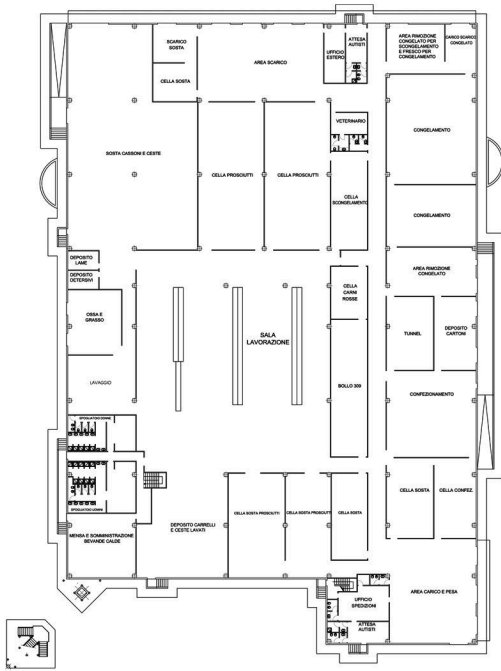 SCARICO
SOSTA
CELLA SOSTA
AREA SCARICO
UFFICIO
ESTERO
ATTESA
AUTISTI
AREA RIMOZIONE
CONGELATO PER
SCONGELAMENTO
E FRESCO PER
CONGELAMENTO
CARICO SCARICO
CONGELATO
VETERINARIO
CONGELAMENTO
SOSTA CASSONI E CESTE
CELLA PROSCIUTTI
CELLA PROSCIUTTI
CELLA
SCONGELAMENTO
CONGELAMENTO
DEPOSITO
LAME
DEPOSITO
DETERSIVI
AREA RIMOZIONE
CONGELATO
CELLA
CARNI
ROSSE
OSSA E
GRASSO
SALA
LAVORAZIONE
TUNNEL
DEPOSITO
CARTONI
LAVAGGIO
BOLLO 309
CONFEZIONAMENTO
SPOGLIATOIO DONNE
SPOGLIATOIO UOMINI
CELLA SOSTA
CELLA CONFEZ.
CELLA SOSTA PROSCIUTTI
CELLA SOSTA PROSCIUTTI
CELLA SOSTA
DEPOSITO CARRELLI
E CESTE LAVATI
MENSA E SOMMINISTRAZIONE
BEVANDE CALDE
UFFICIO
SPEDIZIONI
AREA CARICO E PESA
ATTESA
AUTISTI